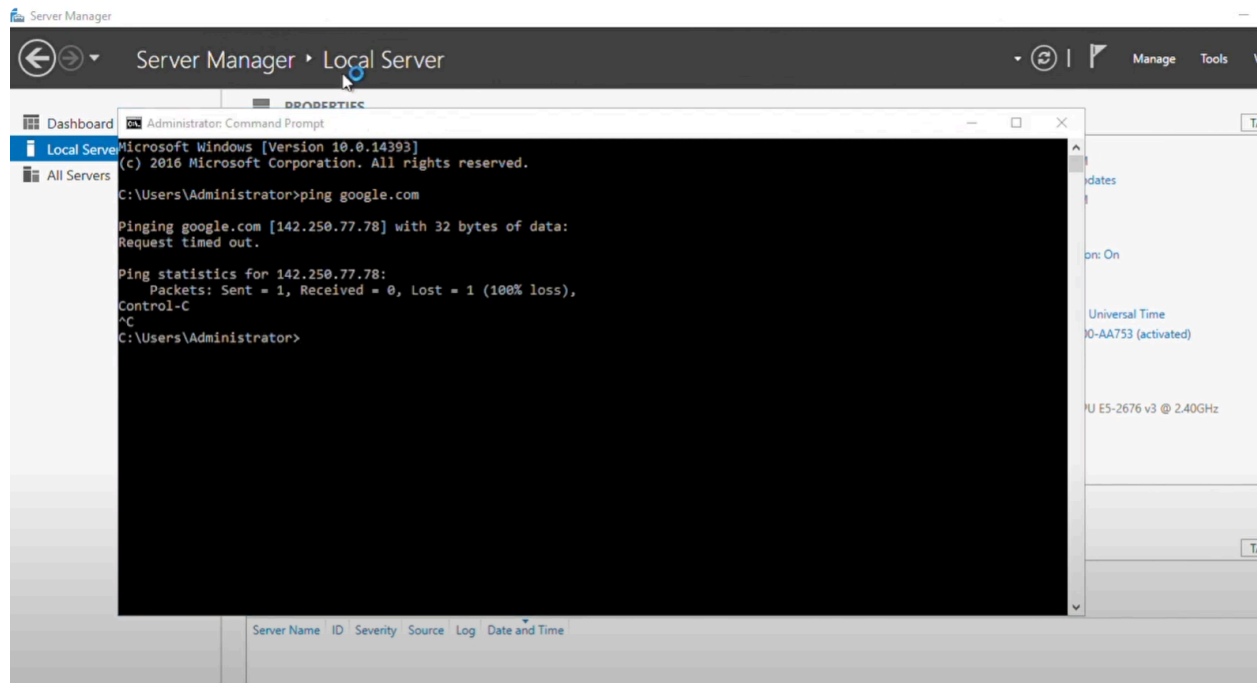 Server Manager
Server Manager ‣ Local Server
Manage Tools
PROPERTIES
Dashboard
Local Serve
All Servers
Administrator: Command Prompt
Microsoft Windows [Version 10.0.14393]
(c) 2016 Microsoft Corporation. All rights reserved.
C:\Users\Administrator>ping google.com
Pinging google.com [142.250.77.78] with 32 bytes of data:
Request timed out.
Ping statistics for 142.250.77.78:
Packets: Sent = 1, Received = 0, Lost = 1 (100% loss),
Control-C
^C
C:\Users\Administrator>
pdates
on: On
Universal Time
0-AA753 (activated)
PU E5-2676 v3 @ 2.40GHz
Server Name ID Severity Source Log Date and Time